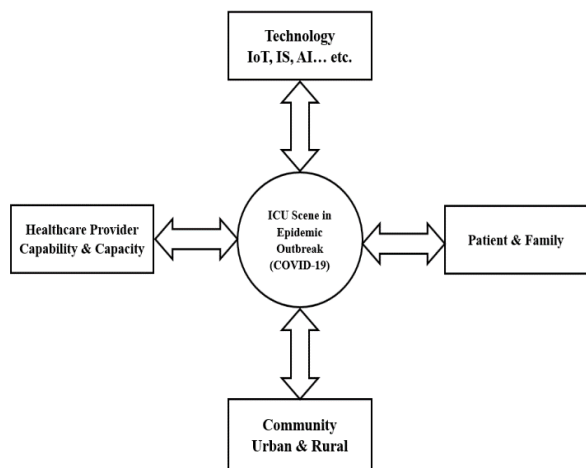 Technology
IoT, IS, AI… etc.
Healthcare Provider
Capability & Capacity
ICU Scene in
Epidemic
Outbreak
(COVID-19)
Patient & Family
Community
Urban & Rural